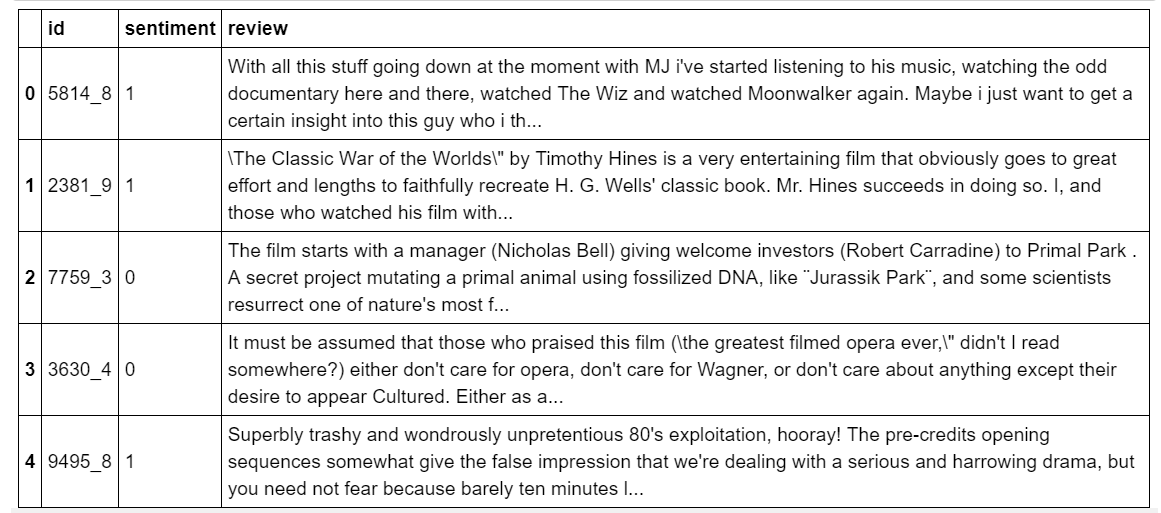 id sentiment review
With all this stuff going down at the moment with MJ i've started listening to his music, watching the odd
0 5814_8 1 documentary here and there, watched The Wiz and watched Moonwalker again. Maybe i just want to get a
certain insight into this guy who i th...
\The Classic War of the Worlds\" by Timothy Hines is a very entertaining film that obviously goes to great
1 2381_9 1 effort and lengths to faithfully recreate H. G. Wells' classic book. Mr. Hines succeeds in doing so. I, and
those who watched his film with...
The film starts with a manager (Nicholas Bell) giving welcome investors (Robert Carradine) to Primal Park .
2 7759_3 0 A secret project mutating a primal animal using fossilized DNA, like ¨Jurassik Park¨, and some scientists
resurrect one of nature's most f...
It must be assumed that those who praised this film (\the greatest filmed opera ever,\" didn't I read
3 3630_4 0 somewhere?) either don't care for opera, don't care for Wagner, or don't care about anything except their
desire to appear Cultured. Either as a...
Superbly trashy and wondrously unpretentious 80's exploitation, hooray! The pre-credits opening
4 9495_8 1 sequences somewhat give the false impression that we're dealing with a serious and harrowing drama, but
you need not fear because barely ten minutes l...